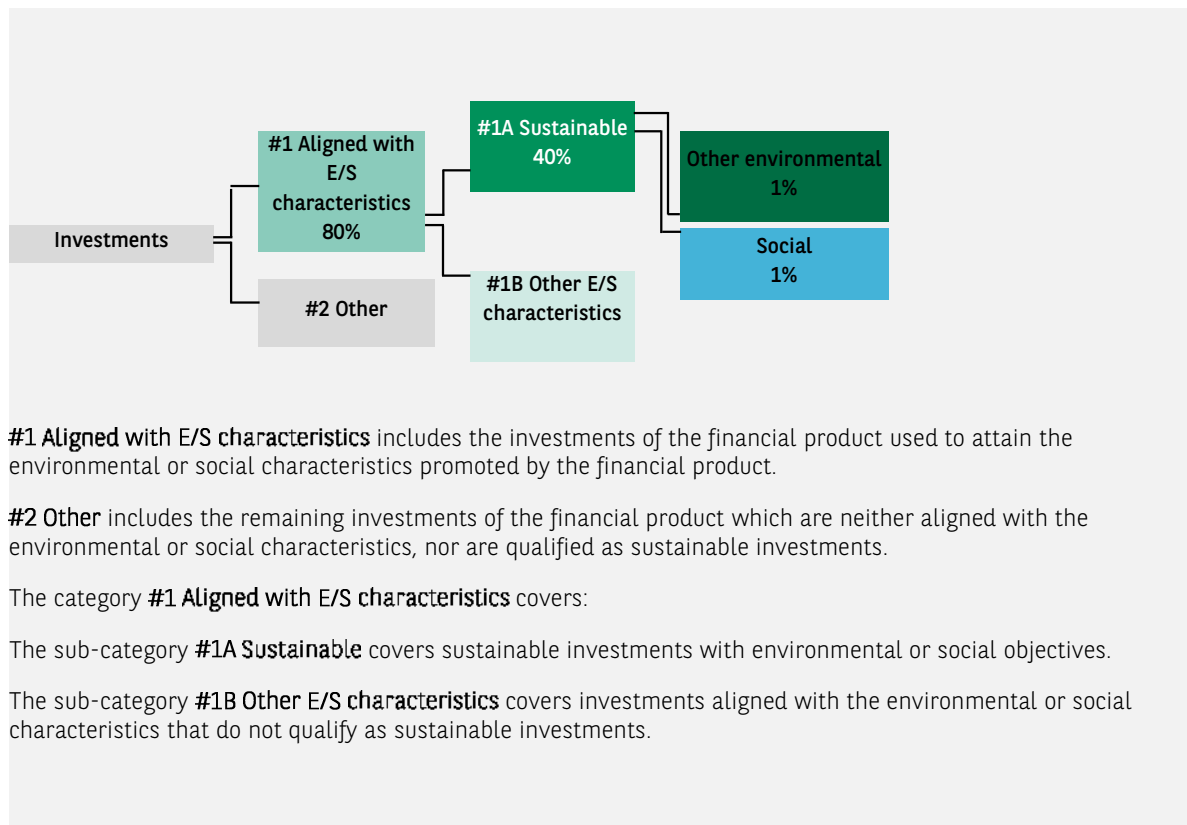 Investments
#1 Aligned with
E/S
characteristics
80%
#2 Other
#1A Sustainable
40%
#1B Other E/S
characteristics
Other environmental
1%
Social
1%
#1 Aligned with E/S characteristics includes the investments of the financial product used to attain the
environmental or social characteristics promoted by the financial product.
#2 Other includes the remaining investments of the financial product which are neither aligned with the
environmental or social characteristics, nor are qualified as sustainable investments.
The category #1 Aligned with E/S characteristics covers:
The sub-category #1A Sustainable covers sustainable investments with environmental or social objectives.
The sub-category #1B Other E/S characteristics covers investments aligned with the environmental or social
characteristics that do not qualify as sustainable investments.